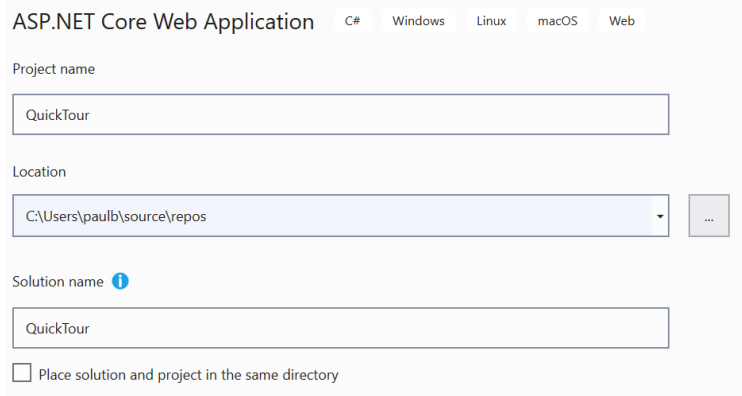 ASP.NET Core Web Application C# Windows Linux macOS Web
Project name
QuickTour
Location
C:\Users\paulb\source\repos
...
Solution name
QuickTour
Place solution and project in the same directory